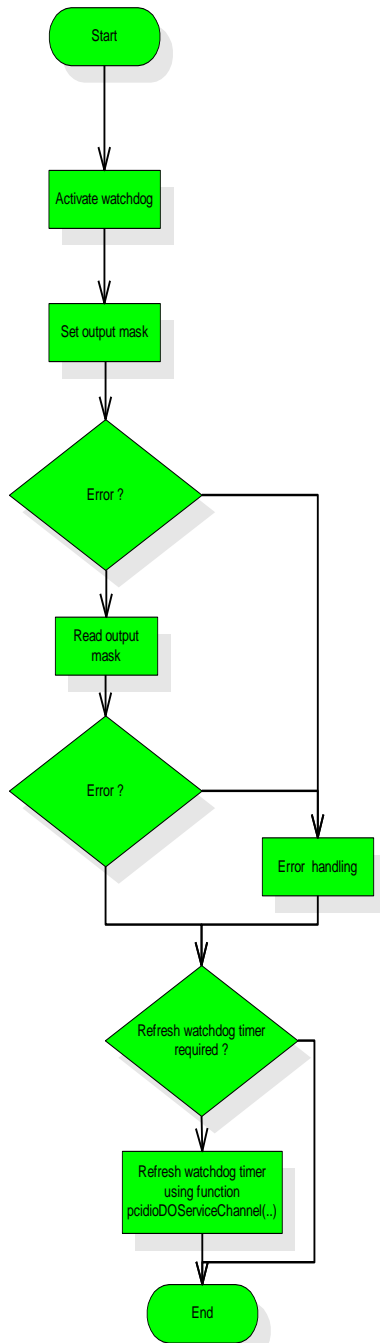 Start
Activate watchdog
Set output mask
Error ?
Read output
mask
Error ?
Error handling
Refresh watchdog timer
required ?
Refresh watchdog timer
using function
pcidioDOServiceChannel(..)
End